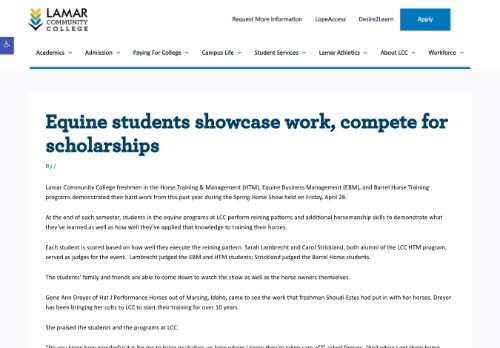 LAMAR
COMMUNITY
COLLEGE
Request More Information LopeAccess Desire2Learn Apply
Academics Admission Paying For College Campus Life Student Services Lamar Athletics About LCC Workforce
Equine students showcase work, compete for
scholarships
By /
Lamar Community College freshmen in the Horse Training & Management (HTM), Equine Business Management (EBM), and Barrel Horse Training
programs demonstrated their hard work from this past year during the Spring Horse Show held on Friday, April 28.
At the end of each semester, students in the equine programs at LCC perform reining patterns and additional horsemanship skills to demonstrate what
they've learned as well as how well they've applied that knowledge to training their horses.
Each student is scored based on how well they execute the reining pattern. Sarah Lambrecht and Carol Strickland, both alumni of the LCC HTM program,
served as judges for the event. Lambrecht judged the EBM and HTM students; Strickland judged the Barrel Horse students.
The students' family and friends are able to come down to watch the show as well as the horse owners themselves.
Gene Ann Dreyer of Hat J Performance Horses out of Marsing, Idaho, came to see the work that freshmen Shoudi Estes had put in with her horses. Dreyer
has been bringing her colts to LCC to start their training for over 10 years.
She praised the students and the programs at LCC.
"Do you know how wonderful it is for me to bring my babies up here where I know they're taken care of?" asked Dreyer. "And when I get them home